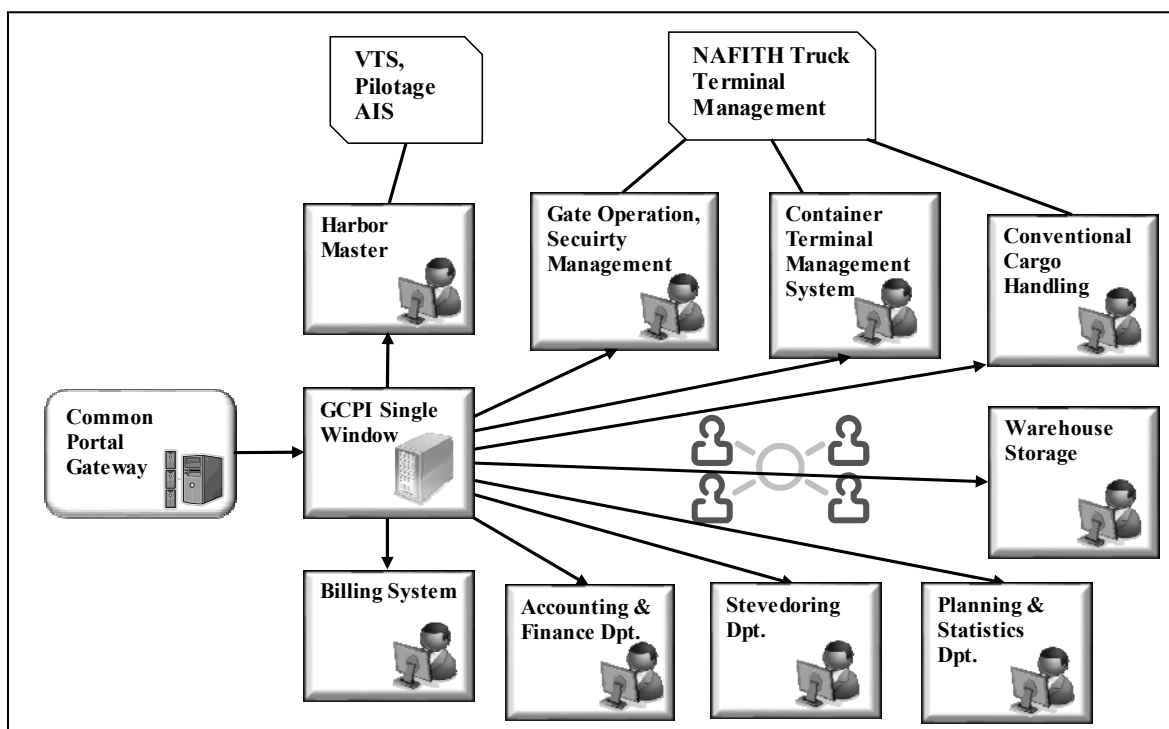 VTS,
Pilotage
AIS
NAFITH Truck
Terminal
Management
Harbor
Master
Gate Operation,
Secuirty
Management
Container
Terminal
Management
System
Conventional
Cargo
Handling
Common
Portal
Gateway
GCPI Single
Window
Warehouse
Storage
Billing System
Accounting &
Finance Dpt.
Stevedoring
Dpt.
Planning &
Statistics
Dpt.